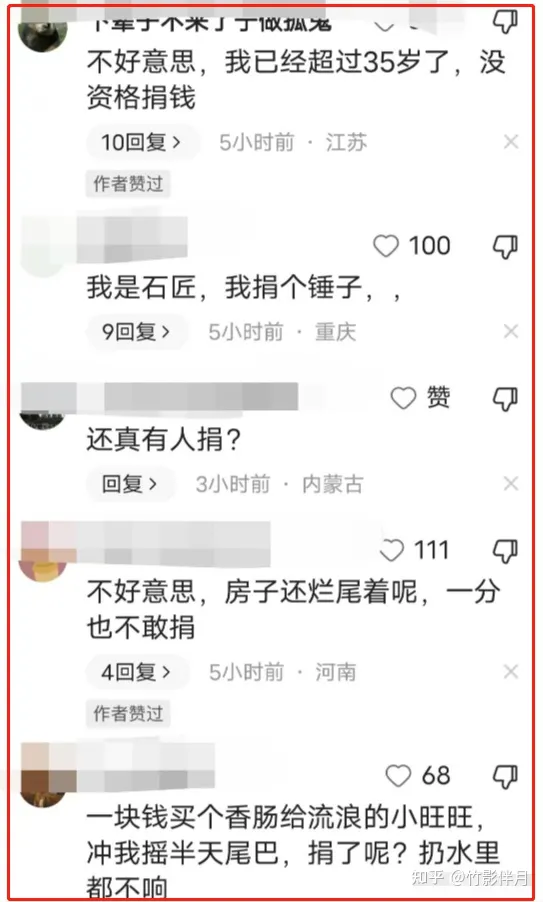 不好意思，我已经超过35岁了，没
资格捐钱
10回复 > 5小时前 · 江苏 ×
作者赞过
100
我是石匠，我捐个锤子，，
9回复 > 5小时前 · 重庆 ×
赞
还真有人捐？
回复 > 3小时前 · 内蒙古 ×
111
不好意思，房子还烂尾着呢，一分
也不敢捐
4回复 > 5小时前 · 河南 ×
作者赞过
68
一块钱买个香肠给流浪的小旺旺，
冲我摇半天尾巴，捐了呢？扔水里
都不响
知乎 @竹影伴月